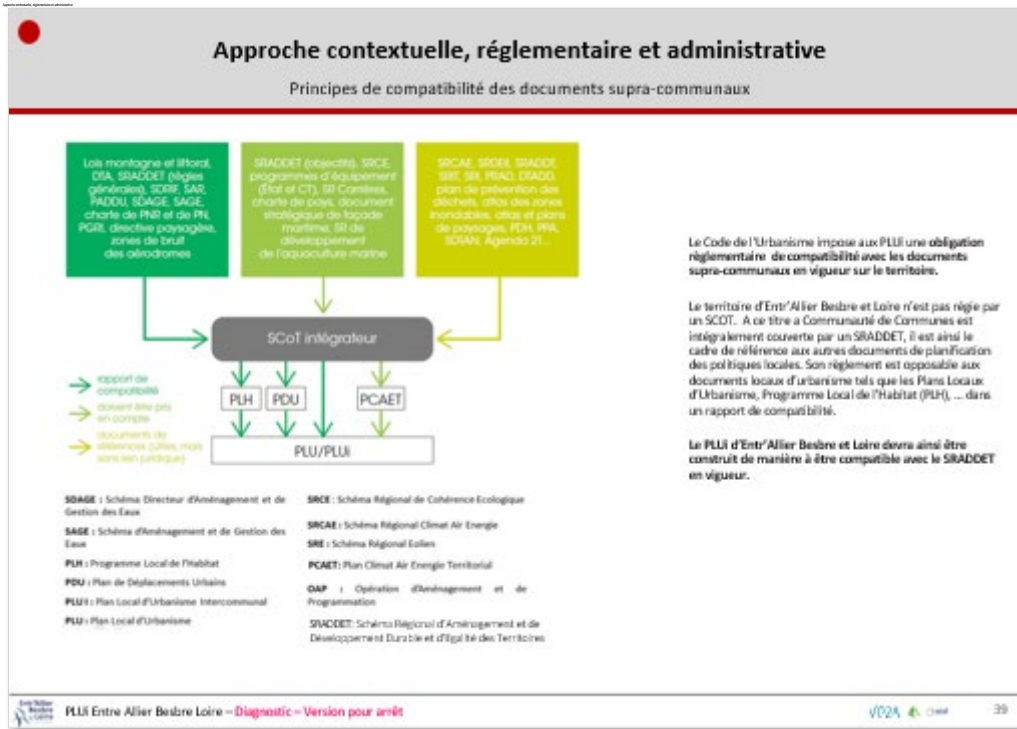 Approche contextuelle, réglementaire et administrative
Approche contextuelle, réglementaire et administrative
Principes de compatibilité des documents supra-communaux
Lois montagne et littoral,
DTA, SRADDET (règles
générales), SDRIF, SAR,
PADDU, SDAGE, SAGE,
charte de PNR et de PN,
PGRI, directive paysagère,
zones de bruit
des aérodromes
SRADDET (objectifs), SRCE,
programmes d'équipement
(État et CT), SR Carrières,
charte de pays, document
stratégique de façade
maritime, SR de
développement
de l'aquaculture marine
SRCAE, SRDEII, SRADDT,
SRIT, SRI, PRAD, DTADD,
plan de prévention des
déchets, atlas des zones
inondables, atlas et plans
de paysages, PDH, PPA,
SDTAN, Agenda 21...
SCoT intégrateur
PLH
PDU
PCAET
PLU/PLUi
rapport de
compatibilité
doivent être pris
en compte
documents de
références (utiles mais
sans lien juridique)
Le Code de l'Urbanisme impose aux PLUi une obligation
règlementaire de compatibilité avec les documents
supra-communaux en vigueur sur le territoire.
Le territoire d'Entr'Allier Besbre et Loire n'est pas régie par
un SCOT. A ce titre a Communauté de Communes est
intégralement couverte par un SRADDET, il est ainsi le
cadre de référence aux autres documents de planification
des politiques locales. Son règlement est opposable aux
documents locaux d'urbanisme tels que les Plans Locaux
d'Urbanisme, Programme Local de l'Habitat (PLH), ... dans
un rapport de compatibilité.
Le PLUi d'Entr'Allier Besbre et Loire devra ainsi être
construit de manière à être compatible avec le SRADDET
en vigueur.
SDAGE : Schéma Directeur d'Aménagement et de
Gestion des Eaux
SAGE : Schéma d'Aménagement et de Gestion des
Eaux
PLH : Programme Local de l'Habitat
PDU : Plan de Déplacements Urbains
PLUI : Plan Local d'Urbanisme Intercommunal
PLU : Plan Local d'Urbanisme
SRCE : Schéma Régional de Cohérence Ecologique
SRCAE : Schéma Régional Climat Air Energie
SRE : Schéma Régional Eolien
PCAET: Plan Climat Air Energie Territorial
OAP : Opération d'Aménagement et de
Programmation
SRADDET: Schéma Régional d'Aménagement et de
Développement Durable et d'Egalité des Territoires
Entr'Allier
Besbre
et Loire
PLUi Entre Allier Besbre Loire – Diagnostic – Version pour arrêt
39